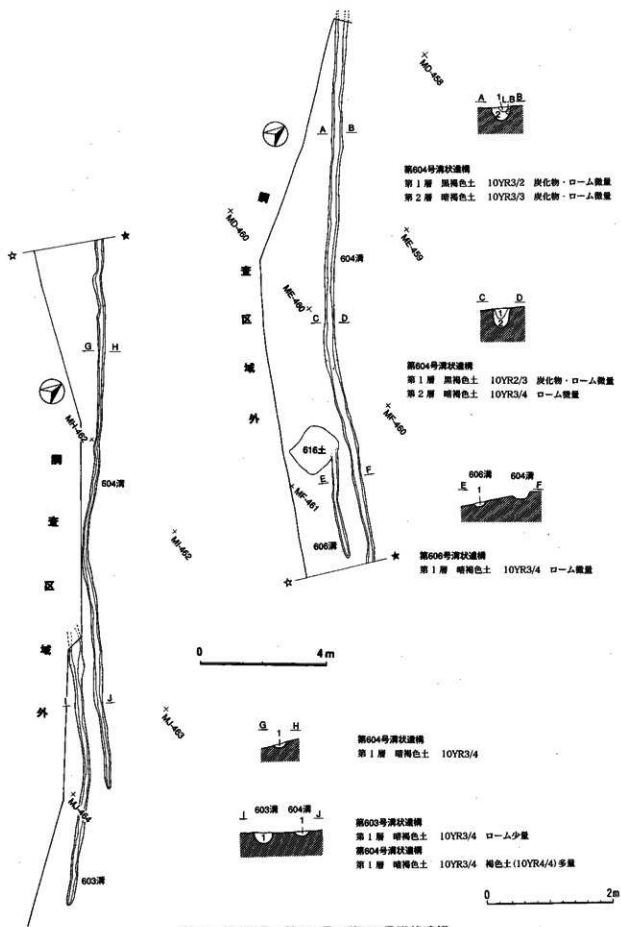 MD-458
A 1 L.B B
2
A B
第604号溝状遺構
第1層 黒褐色土 10YR3/2 炭化物・ローム微量
第2層 暗褐色土 10YR3/3 炭化物・ローム微量
MD-460
調査区域外
ME-459
604溝
ME-460
C D
C D
1
2
第604号溝状遺構
第1層 黒褐色土 10YR2/3 炭化物・ローム微量
第2層 暗褐色土 10YR3/4 ローム微量
☆ ★
G H
MH-462
604溝
調査区域外
MF-460
616土
E F
MF-461
606溝
606溝 604溝
E 1 F
第606号溝状遺構
第1層 暗褐色土 10YR3/4 ローム微量
☆ ★
MI-462
0 4m
I J
MJ-463
G 1 H
第604号溝状遺構
第1層 暗褐色土 10YR3/4
MJ-464
603溝
603溝 604溝
I 1 1 J
第603号溝状遺構
第1層 暗褐色土 10YR3/4 ローム少量
第604号溝状遺構
第1層 暗褐色土 10YR3/4 褐色土(10YR4/4)多量
0 2m